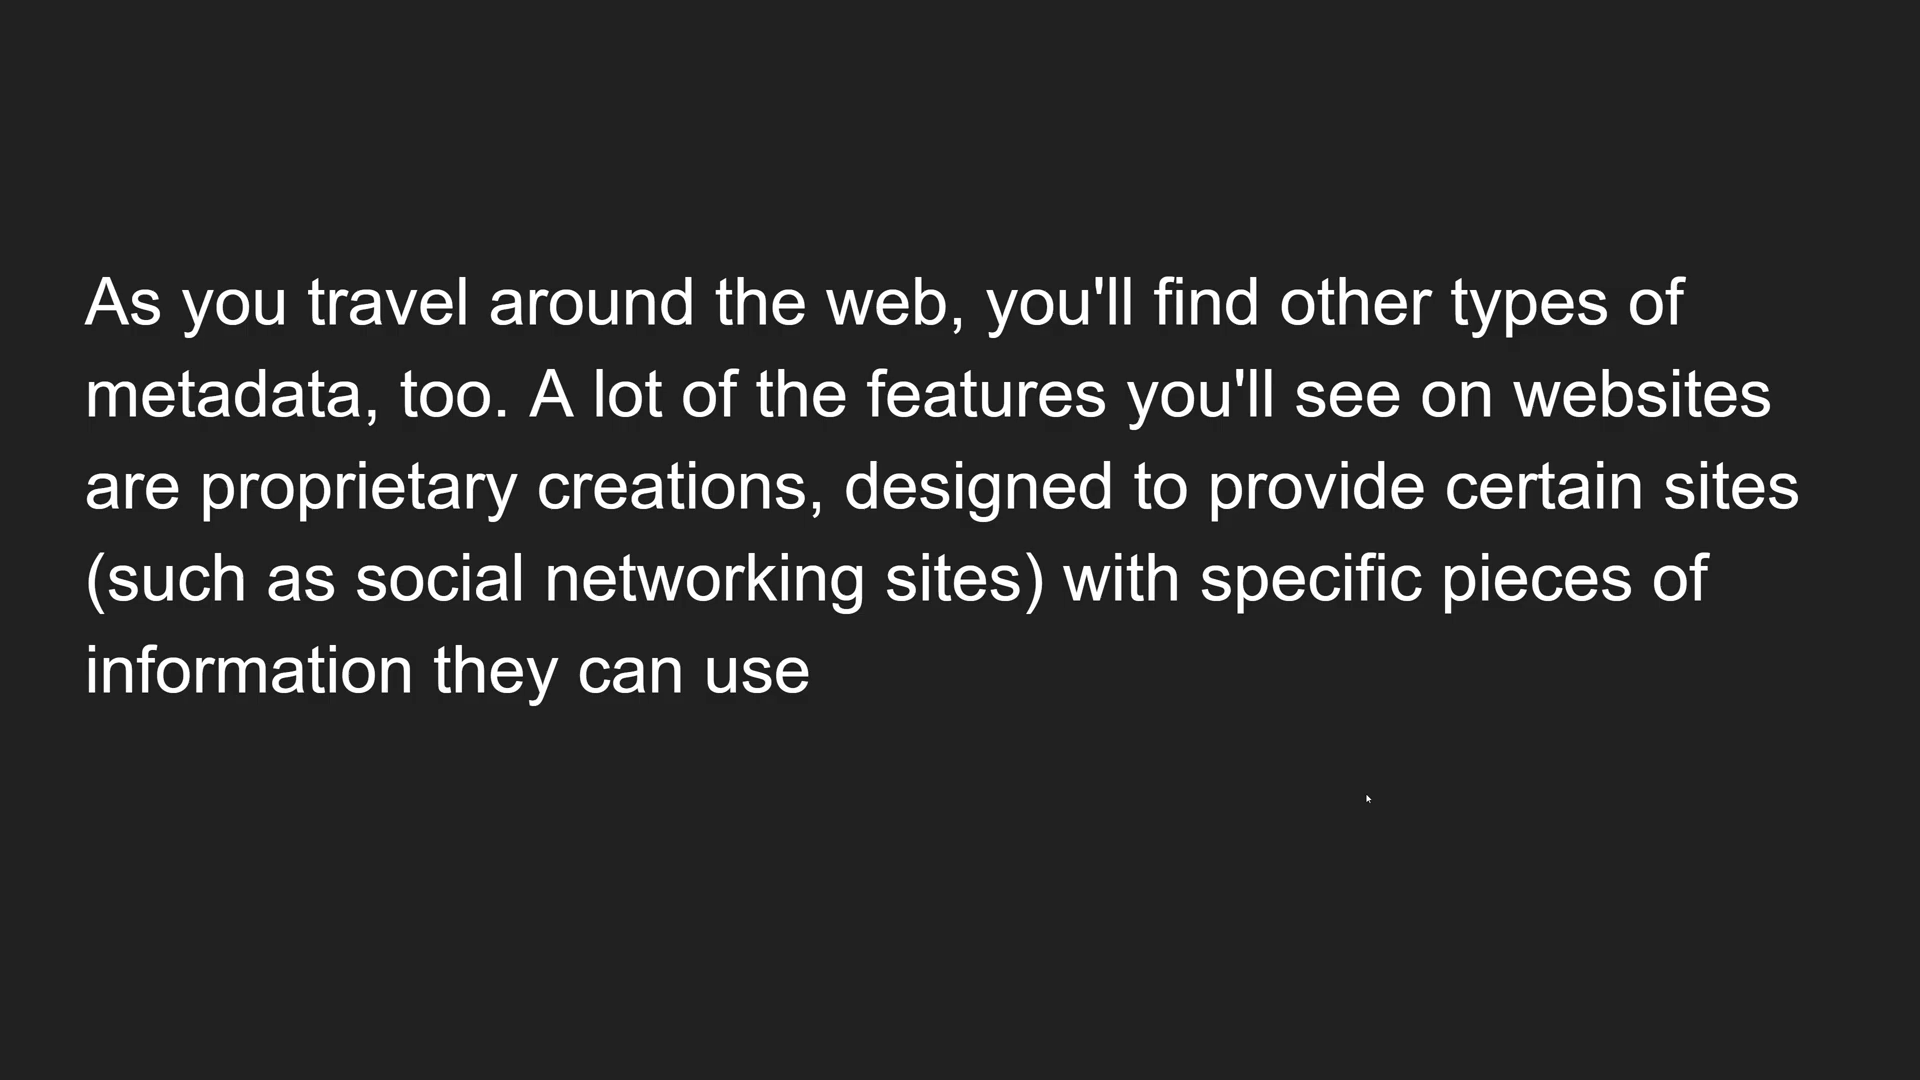 As you travel around the web, you'll find other types of
metadata, too. A lot of the features you'll see on websites
are proprietary creations, designed to provide certain sites
(such as social networking sites) with specific pieces of
information they can use